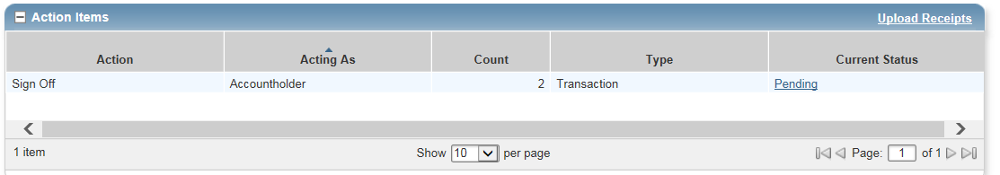 Action Items Upload Receipts
Action Acting As Count Type Current Status
Sign Off Accountholder 2 Transaction Pending
1 item Show 10 per page Page: 1 of 1